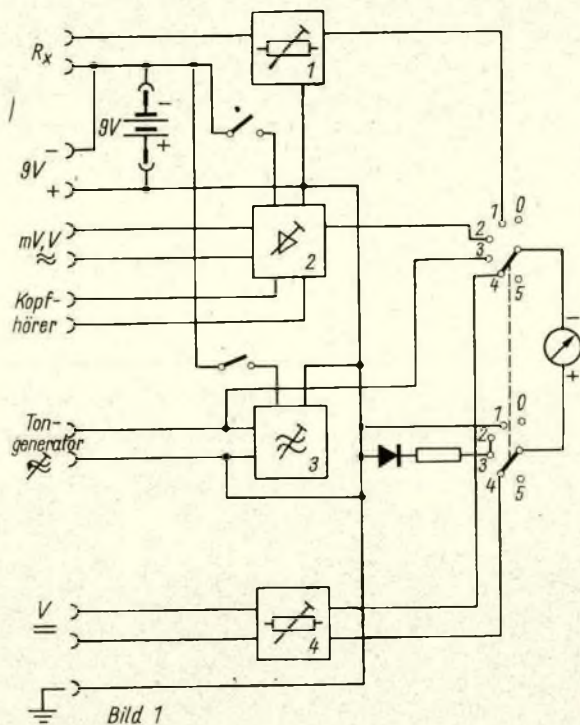 Rx
1
9V
-
+
9V
-
+
mV, V
≂
2
Kopf-
hörer
Ton-
generator
3
V
=
4
0
1
2
3
4
5
-
+
0
1
2
3
4
5
Bild 1